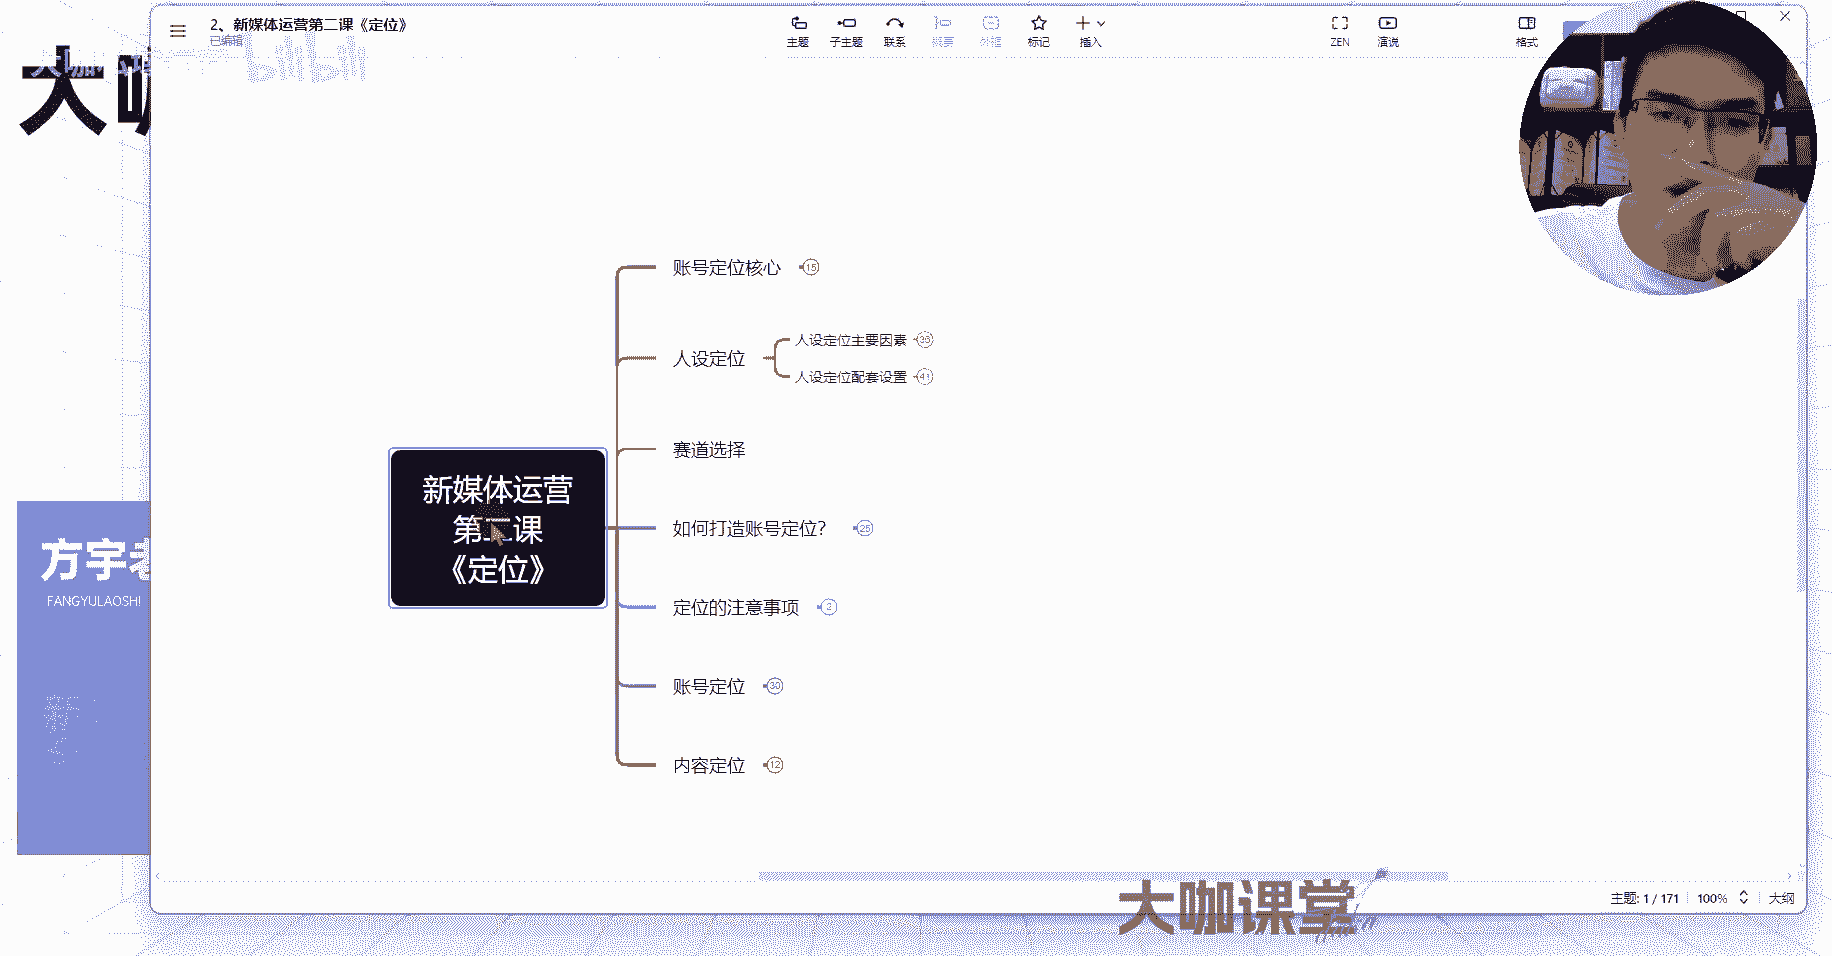 2、新媒体运营第二课《定位》
已编辑
主题
子主题
联系
概要
外框
标记
插入
ZEN
演说
格式
bilibili
大咖
账号定位核心
15
人设定位
人设定位主要因素
人设定位配套设置
赛道选择
新媒体运营
第二课
《定位》
如何打造账号定位?
25
定位的注意事项
2
账号定位
30
内容定位
12
方宇老
FANGYULAOSHI
大咖课堂
主题: 1 / 171
100%
大纲